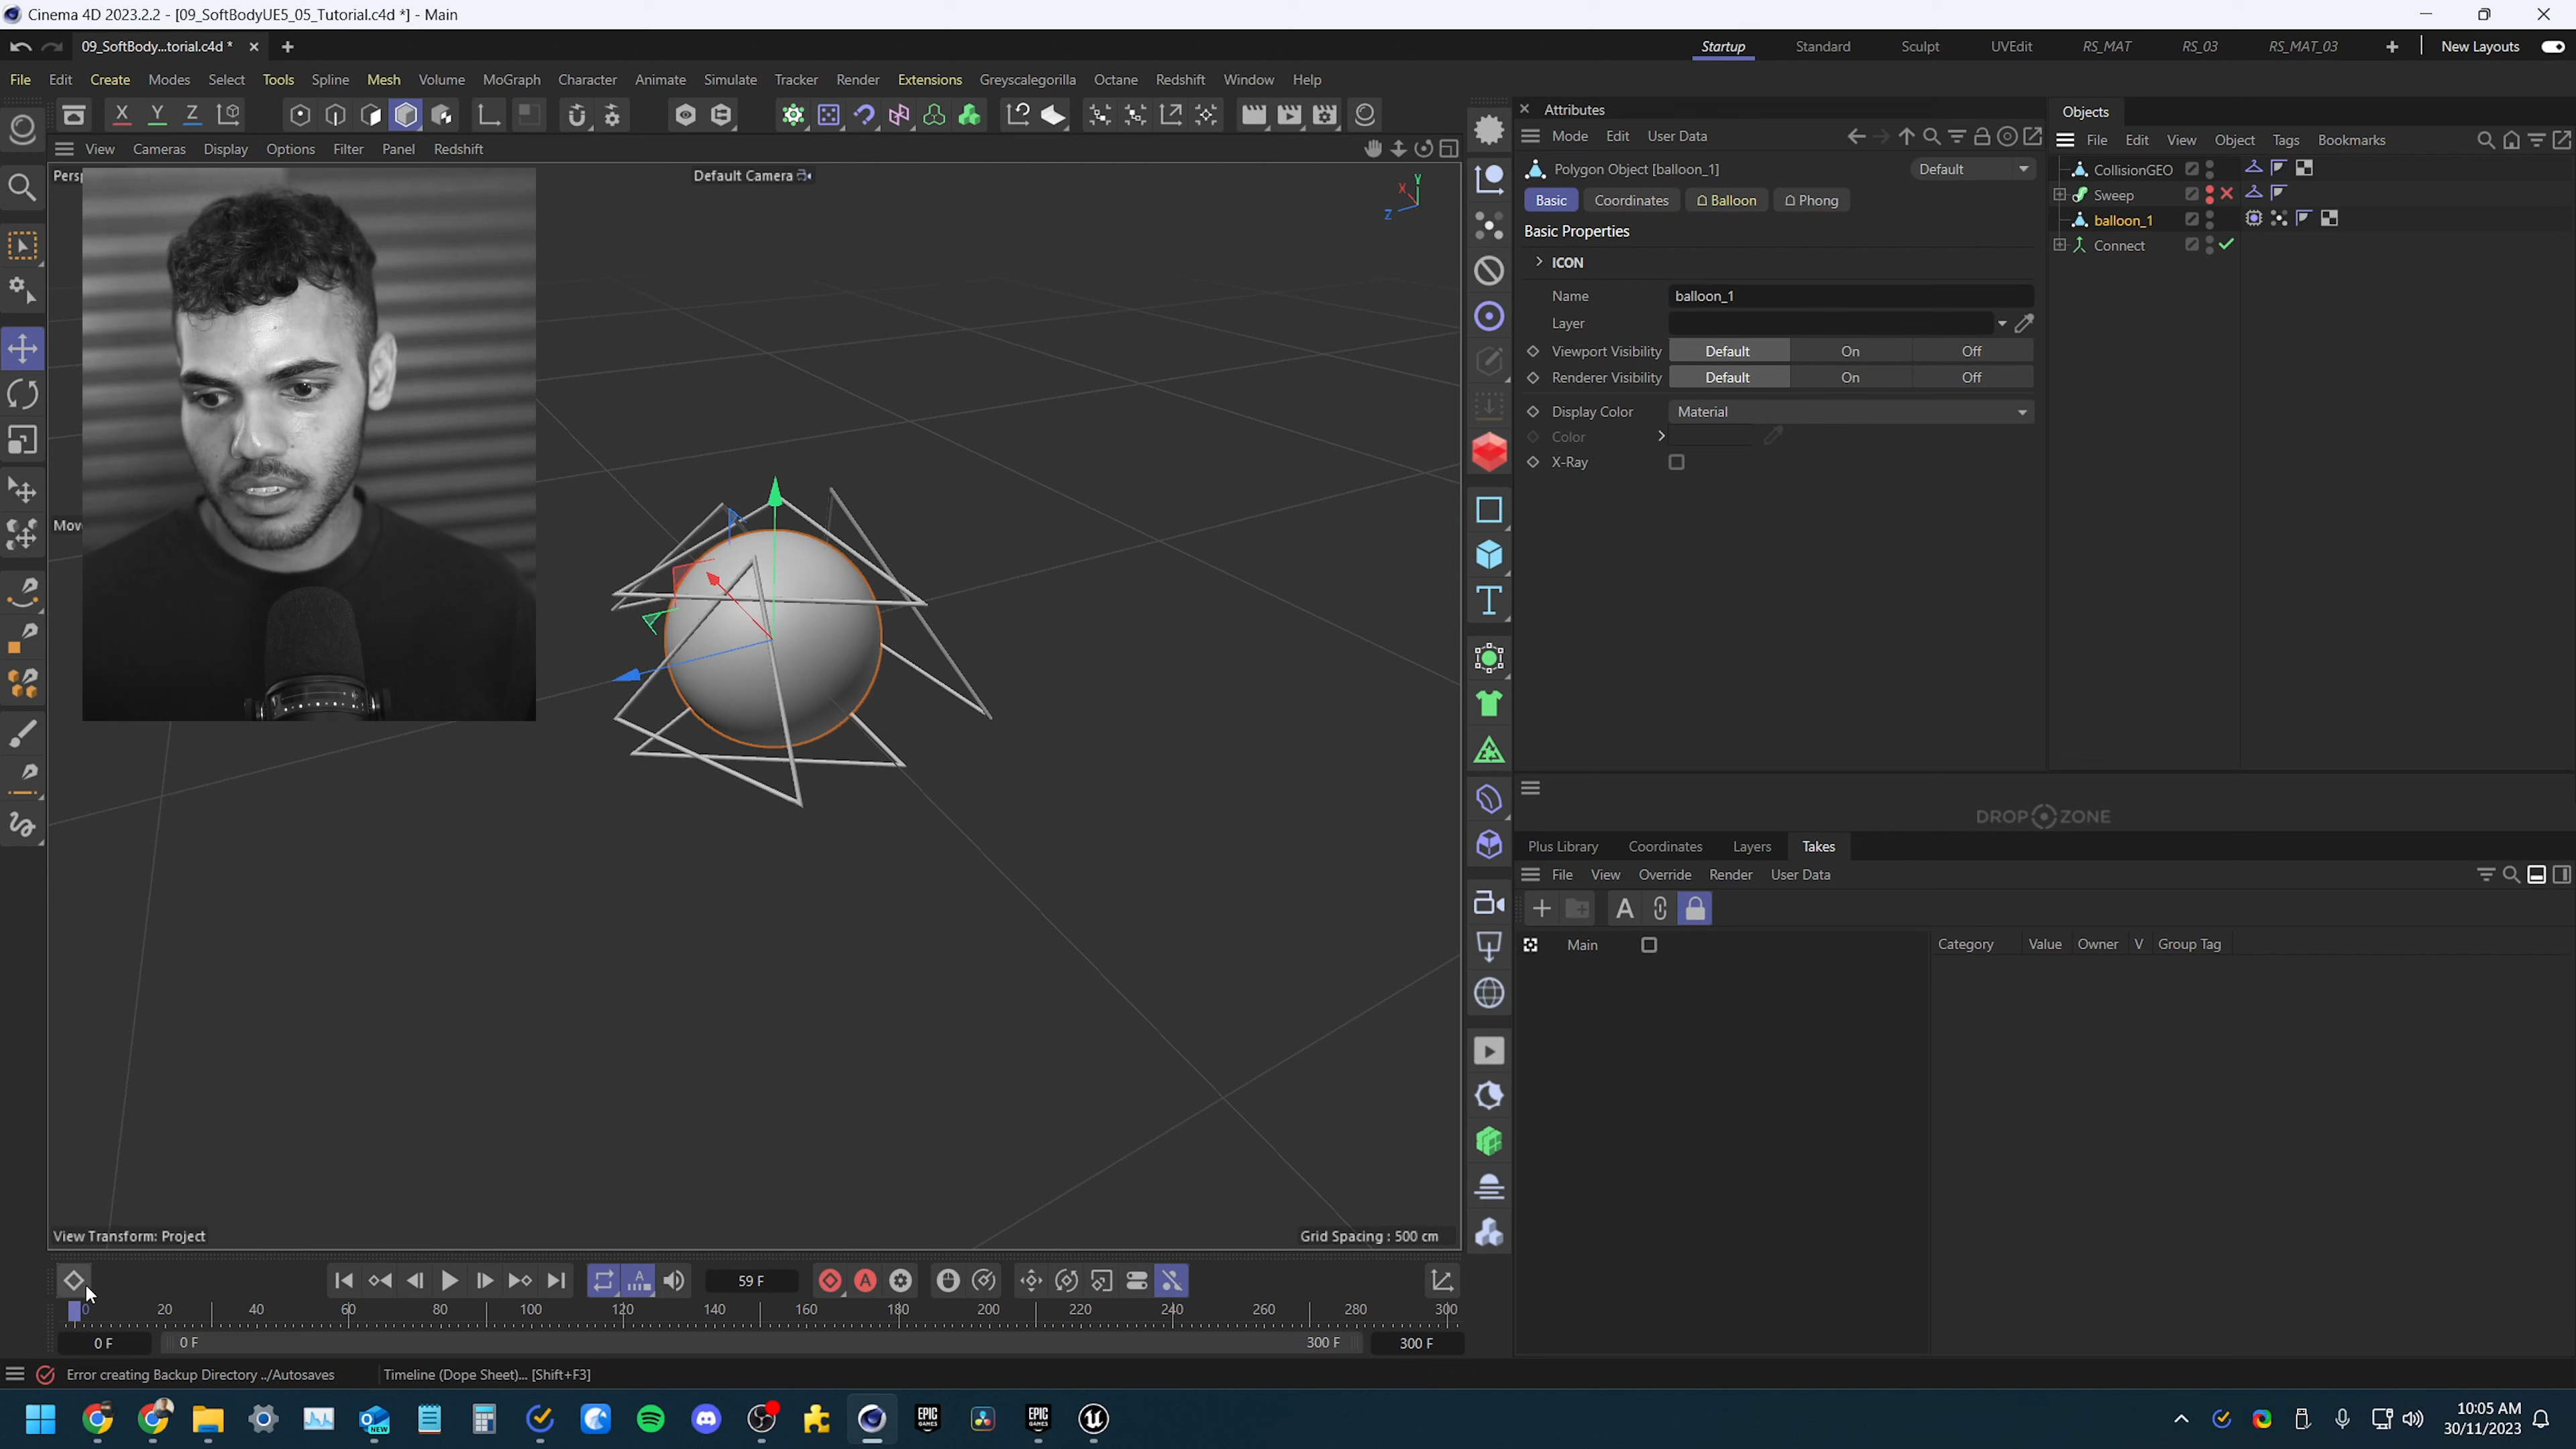 Cinema 4D 2023.2.2 - [09_SoftBodyUE5_05_Tutorial.c4d *] - Main
09_SoftBody...torial.c4d *
Startup Standard Sculpt UVEdit RS_MAT RS_03 RS_MAT_03 New Layouts
File Edit Create Modes Select Tools Spline Mesh Volume MoGraph Character Animate Simulate Tracker Render Extensions Greyscalegorilla Octane Redshift Window Help
X Y Z
View Cameras Display Options Filter Panel Redshift
Default Camera
Y
X
Z
Grid Spacing : 500 cm
View Transform: Project
Attributes
Mode Edit User Data
Polygon Object [balloon_1]
Default
Basic Coordinates Balloon Phong
Basic Properties
ICON
Name balloon_1
Layer
Viewport Visibility Default On Off
Renderer Visibility Default On Off
Display Color Material
Color
X-Ray
Objects
File Edit View Object Tags Bookmarks
CollisionGEO
Sweep
balloon_1
Connect
DROP ZONE
Plus Library Coordinates Layers Takes
File View Override Render User Data
A
Main
Category Value Owner V Group Tag
59 F
0 20 40 60 80 100 120 140 160 180 200 220 240 260 280 300
0 F 0 F 300 F 300 F
Error creating Backup Directory ../Autosaves Timeline (Dope Sheet)... [Shift+F3]
NEW
EPIC GAMES
EPIC GAMES
10:05 AM
30/11/2023